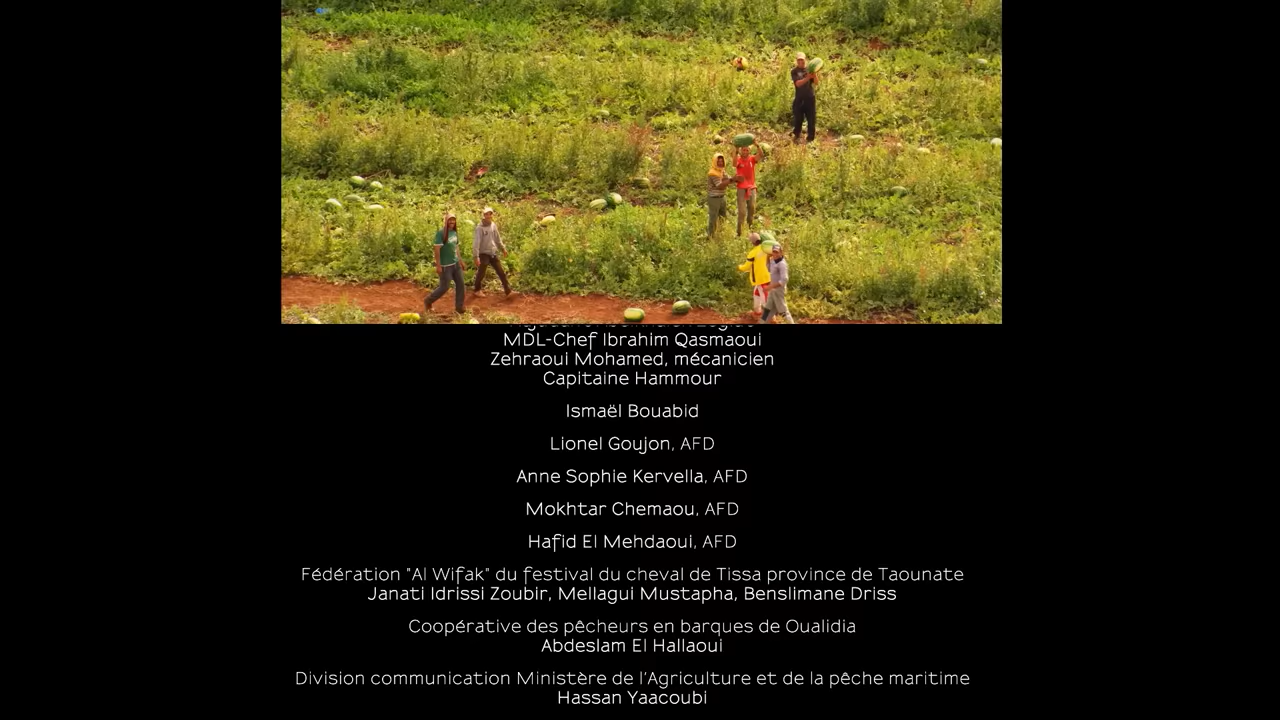 MDL-Chef Ibrahim Qasmaoui
Zehraoui Mohamed, mécanicien
Capitaine Hammour
Ismaël Bouabid
Lionel Goujon, AFD
Anne Sophie Kervella, AFD
Mokhtar Chemaou, AFD
Hafid El Mehdaoui, AFD
Fédération "Al Wifak" du festival du cheval de Tissa province de Taounate
Janati Idrissi Zoubir, Mellagui Mustapha, Benslimane Driss
Coopérative des pêcheurs en barques de Oualidia
Abdeslam El Hallaoui
Division communication Ministère de l'Agriculture et de la pêche maritime
Hassan Yaacoubi